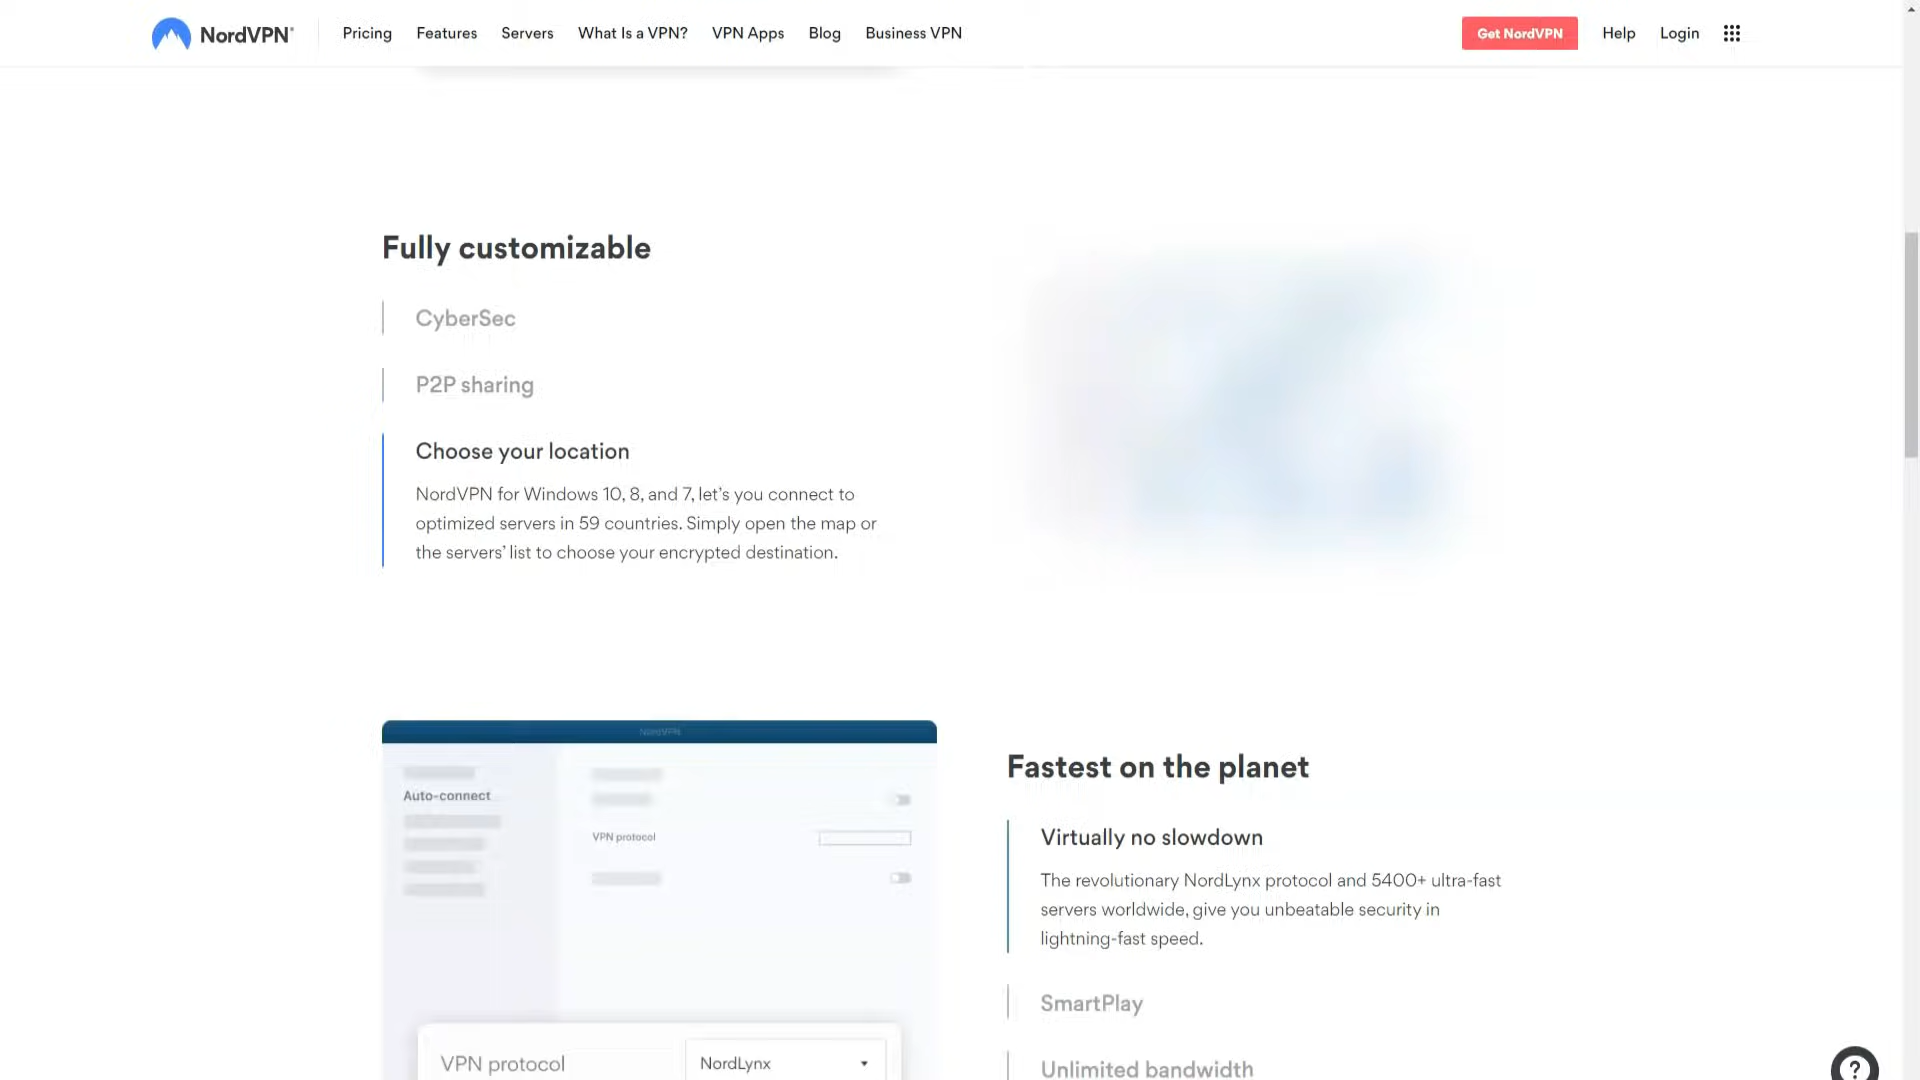 NordVPN®
Pricing
Features
Servers
What Is a VPN?
VPN Apps
Blog
Business VPN
Get NordVPN
Help
Login
Fully customizable
CyberSec
P2P sharing
Choose your location
NordVPN for Windows 10, 8, and 7, let's you connect to
optimized servers in 59 countries. Simply open the map or
the servers' list to choose your encrypted destination.
NordVPN
Auto-connect
VPN protocol
VPN protocol
NordLynx
Fastest on the planet
Virtually no slowdown
The revolutionary NordLynx protocol and 5400+ ultra-fast
servers worldwide, give you unbeatable security in
lightning-fast speed.
SmartPlay
Unlimited bandwidth
?